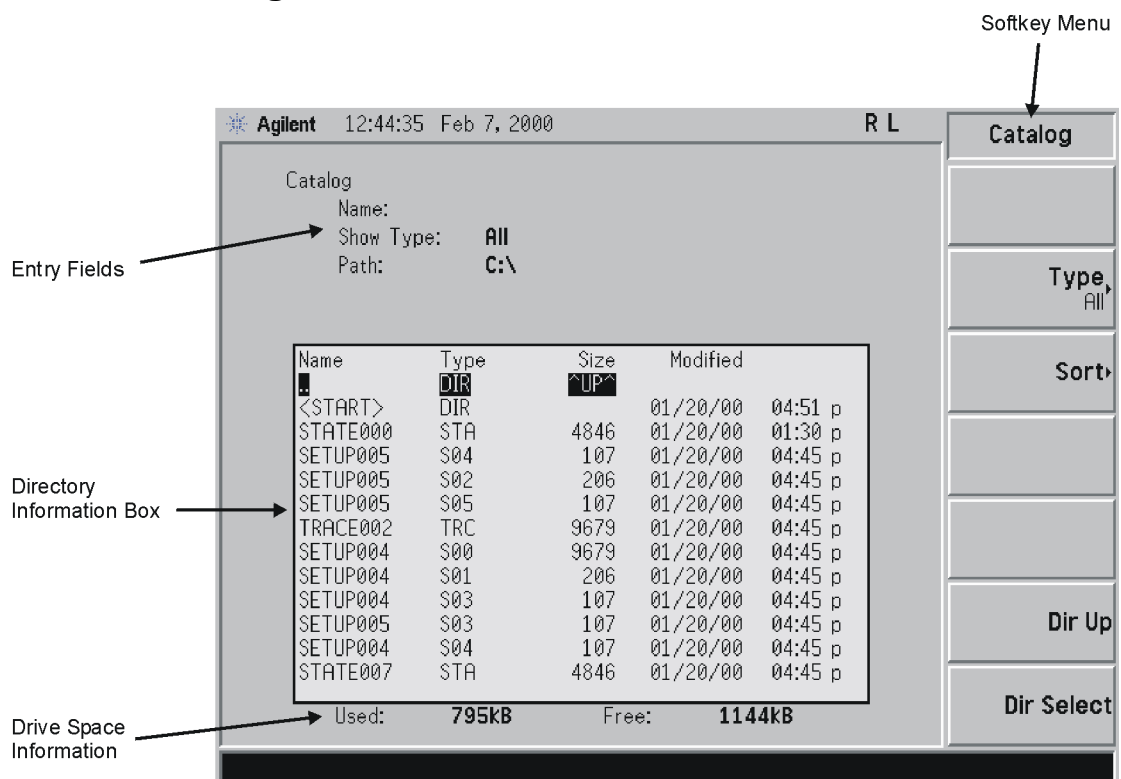 Softkey Menu
Agilent 12:44:35 Feb 7, 2000 R L
Catalog
Catalog
Name:
Show Type: All
Path: C:\
Entry Fields
Type
All
Sort
Name Type Size Modified
.. DIR ^UP^
<START> DIR 01/20/00 04:51 p
STATE000 STA 4846 01/20/00 01:30 p
SETUP005 S04 107 01/20/00 04:45 p
SETUP005 S02 206 01/20/00 04:45 p
SETUP005 S05 107 01/20/00 04:45 p
TRACE002 TRC 9679 01/20/00 04:45 p
SETUP004 S00 9679 01/20/00 04:45 p
SETUP004 S01 206 01/20/00 04:45 p
SETUP004 S03 107 01/20/00 04:45 p
SETUP005 S03 107 01/20/00 04:45 p
SETUP004 S04 107 01/20/00 04:45 p
STATE007 STA 4846 01/20/00 04:45 p
Directory
Information Box
Dir Up
Dir Select
Used: 795kB Free: 1144kB
Drive Space
Information